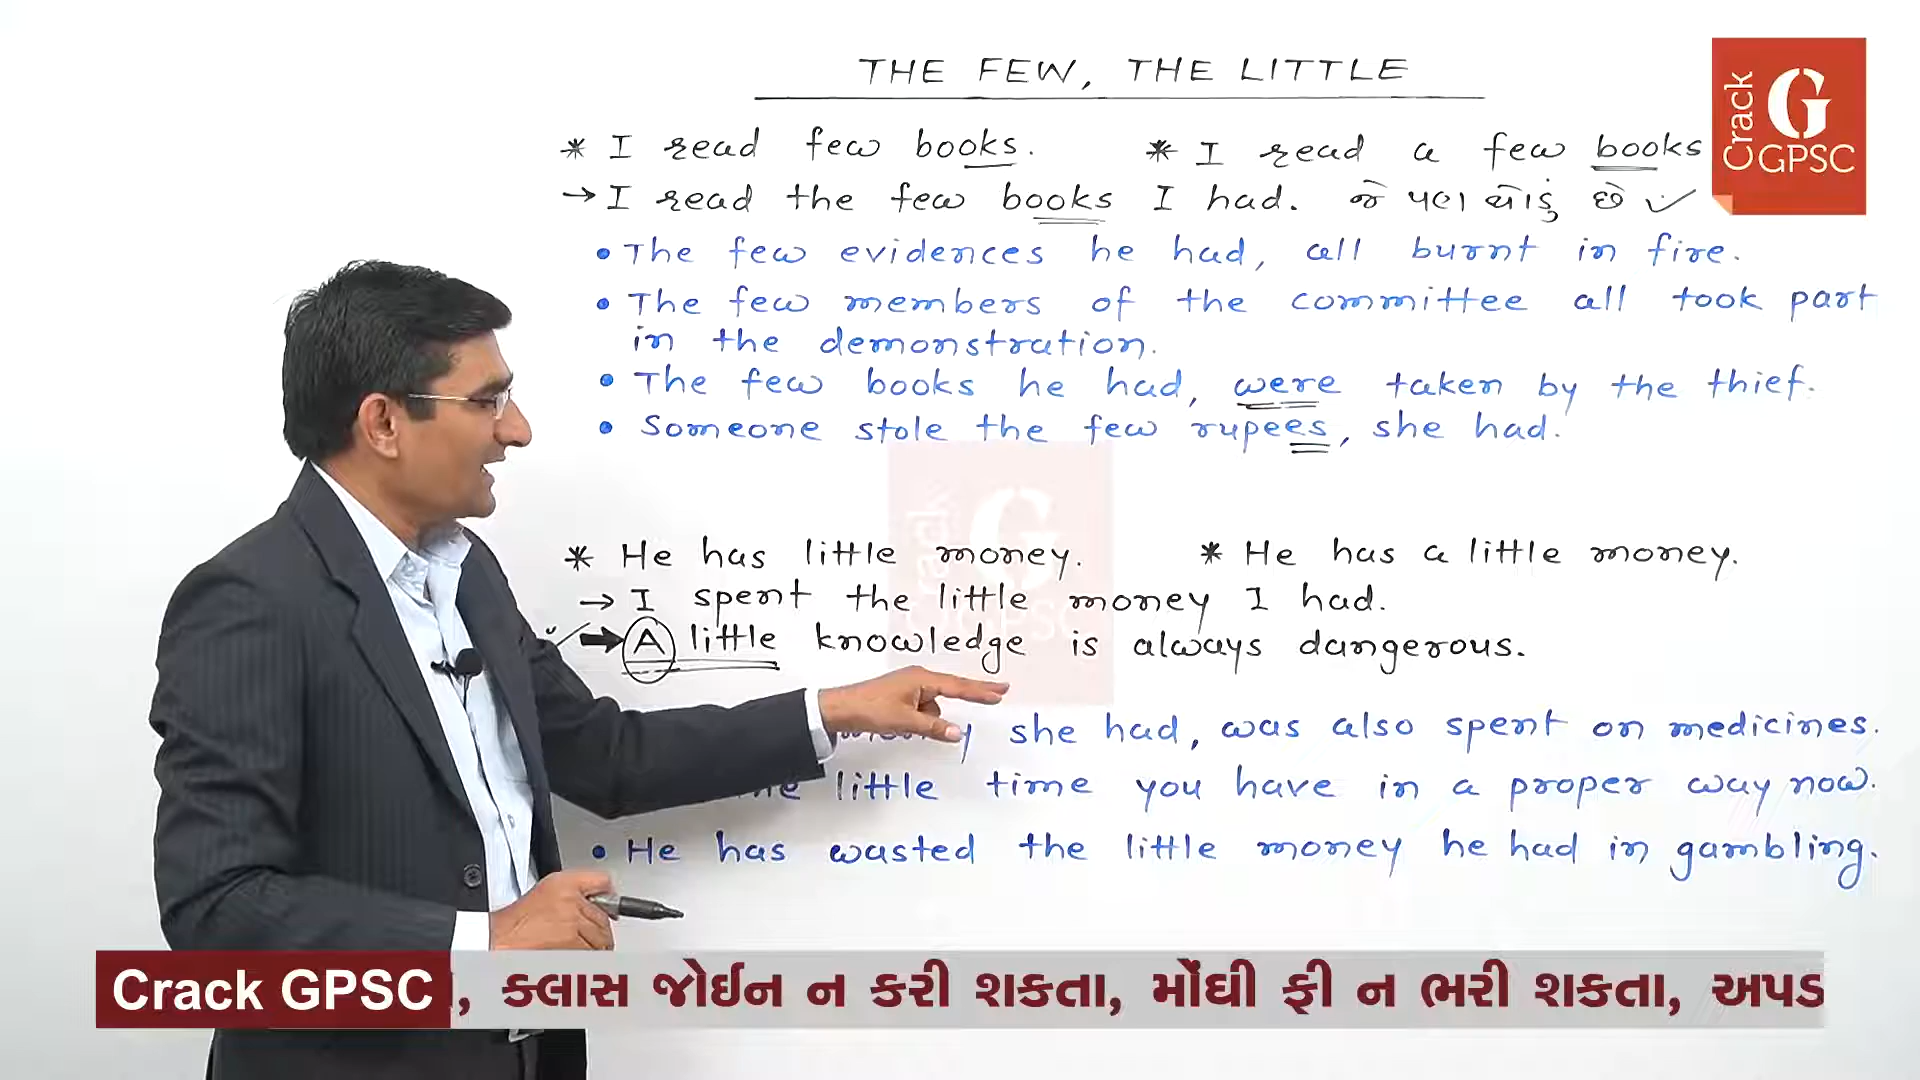 THE FEW, THE LITTLE
* I read few books. * I read a few books
→ I read the few books I had. જે પણ થોડું છે ✓
• The few evidences he had, all burnt in fire.
• The few members of the committee all took part
in the demonstration.
• The few books he had, were taken by the thief.
• Someone stole the few rupees, she had.
* He has little money. * He has a little money.
→ I spent the little money I had.
→ A little knowledge is always dangerous.
money she had, was also spent on medicines.
little time you have in a proper way now.
• He has wasted the little money he had in gambling.
Crack GPSC
Crack GPSC
Crack GPSC , ક્લાસ જોઈન ન કરી શકતા, મોંઘી ફી ન ભરી શકતા, અપડ